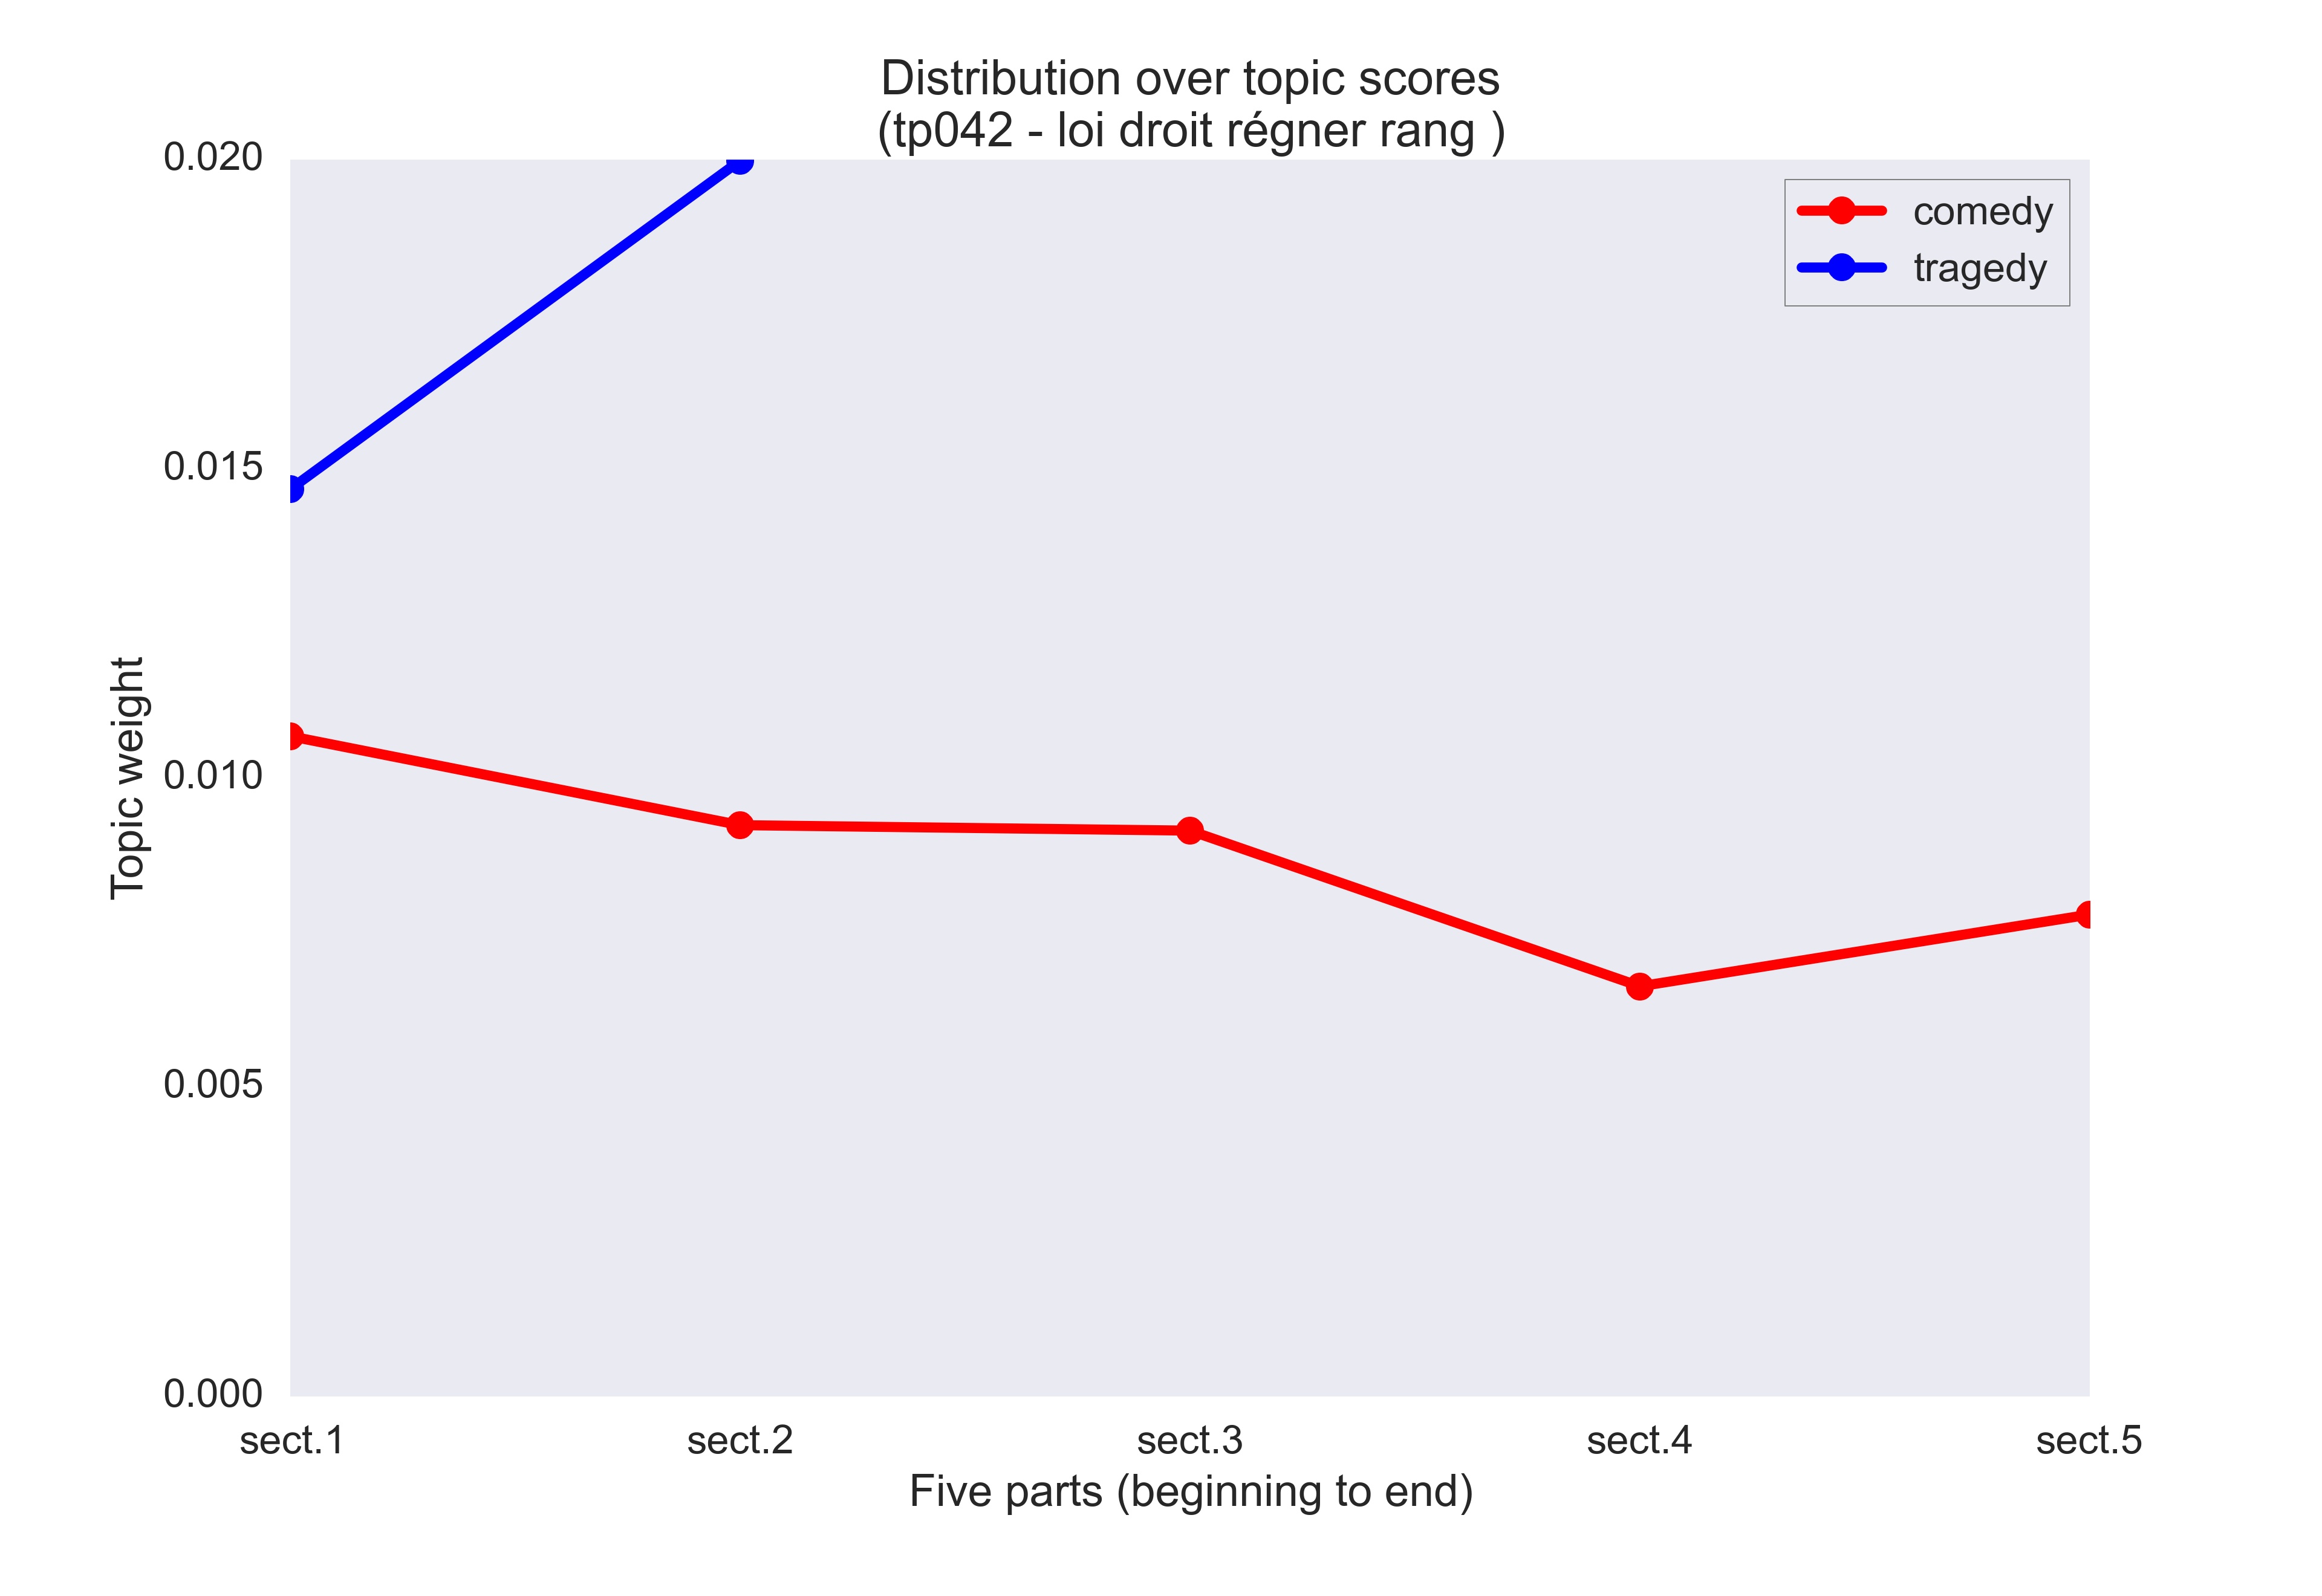 Distribution over topic scores
(tp042 - loi droit régner rang )
0.020
0.015
0.010
0.005
0.000
Topic weight
comedy
tragedy
sect.1
sect.2
sect.3
sect.4
sect.5
Five parts (beginning to end)